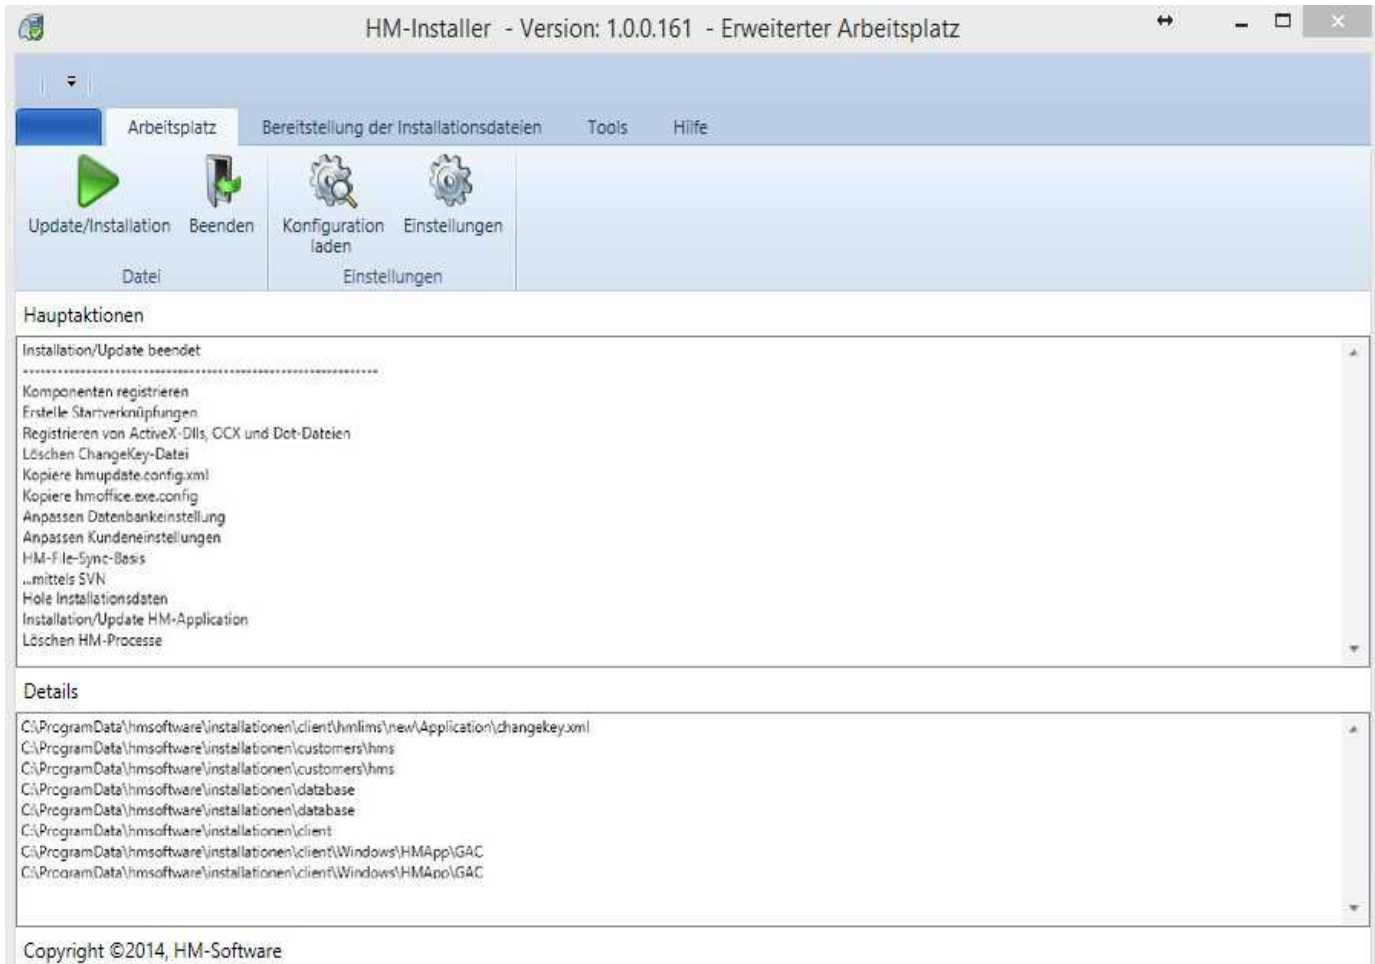 HM-Installer - Version: 1.0.0.161 - Erweiterter Arbeitsplatz
Arbeitsplatz Bereitstellung der Installationsdateien Tools Hilfe
Update/Installation Beenden Konfiguration laden Einstellungen
Datei Einstellungen
Hauptaktionen
Installation/Update beendet
----------------------------------------------------------------
Komponenten registrieren
Erstelle Startverknüpfungen
Registrieren von ActiveX-Dlls, OCX und Dot-Dateien
Löschen ChangeKey-Datei
Kopiere hmupdate.config.xml
Kopiere hmoffice.exe.config
Anpassen Datenbankeinstellung
Anpassen Kundeneinstellungen
HM-File-Sync-Basis
...mittels SVN
Hole Installationsdaten
Installation/Update HM-Application
Löschen HM-Processe
Details
C:\ProgramData\hmsoftware\installationen\client\hmlims\new\Application\changekey.xml
C:\ProgramData\hmsoftware\installationen\customers\hms
C:\ProgramData\hmsoftware\installationen\customers\hms
C:\ProgramData\hmsoftware\installationen\database
C:\ProgramData\hmsoftware\installationen\database
C:\ProgramData\hmsoftware\installationen\client
C:\ProgramData\hmsoftware\installationen\client\Windows\HMApp\GAC
C:\ProgramData\hmsoftware\installationen\client\Windows\HMApp\GAC
Copyright ©2014, HM-Software